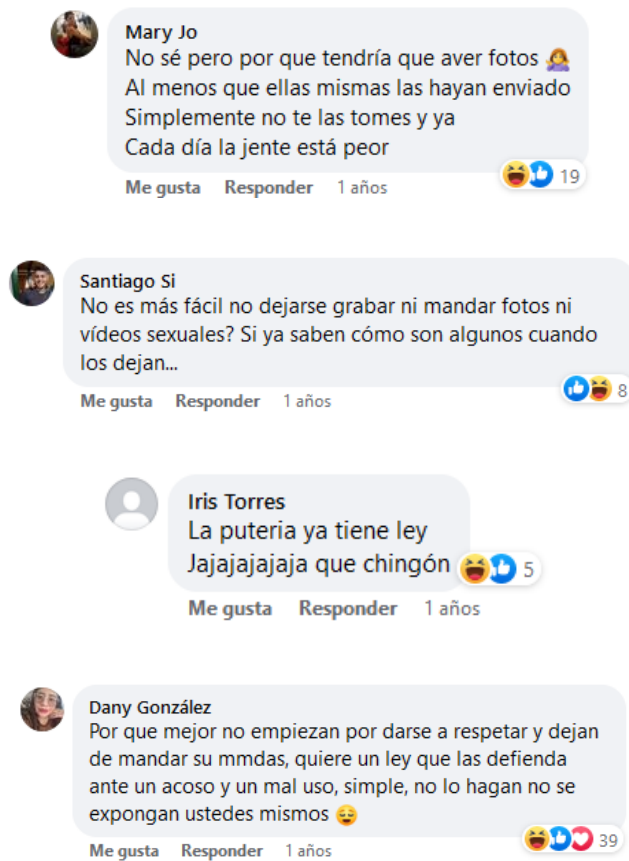 Mary Jo
No sé pero por que tendría que aver fotos 🤦‍♀️
Al menos que ellas mismas las hayan enviado
Simplemente no te las tomes y ya
Cada día la jente está peor
19
Me gusta Responder 1 años
Santiago Si
No es más fácil no dejarse grabar ni mandar fotos ni
vídeos sexuales? Si ya saben cómo son algunos cuando
los dejan...
8
Me gusta Responder 1 años
Iris Torres
La puteria ya tiene ley
Jajajajajaja que chingón
5
Me gusta Responder 1 años
Dany González
Por que mejor no empiezan por darse a respetar y dejan
de mandar su mmdas, quiere un ley que las defienda
ante un acoso y un mal uso, simple, no lo hagan no se
expongan ustedes mismos 😌
39
Me gusta Responder 1 años